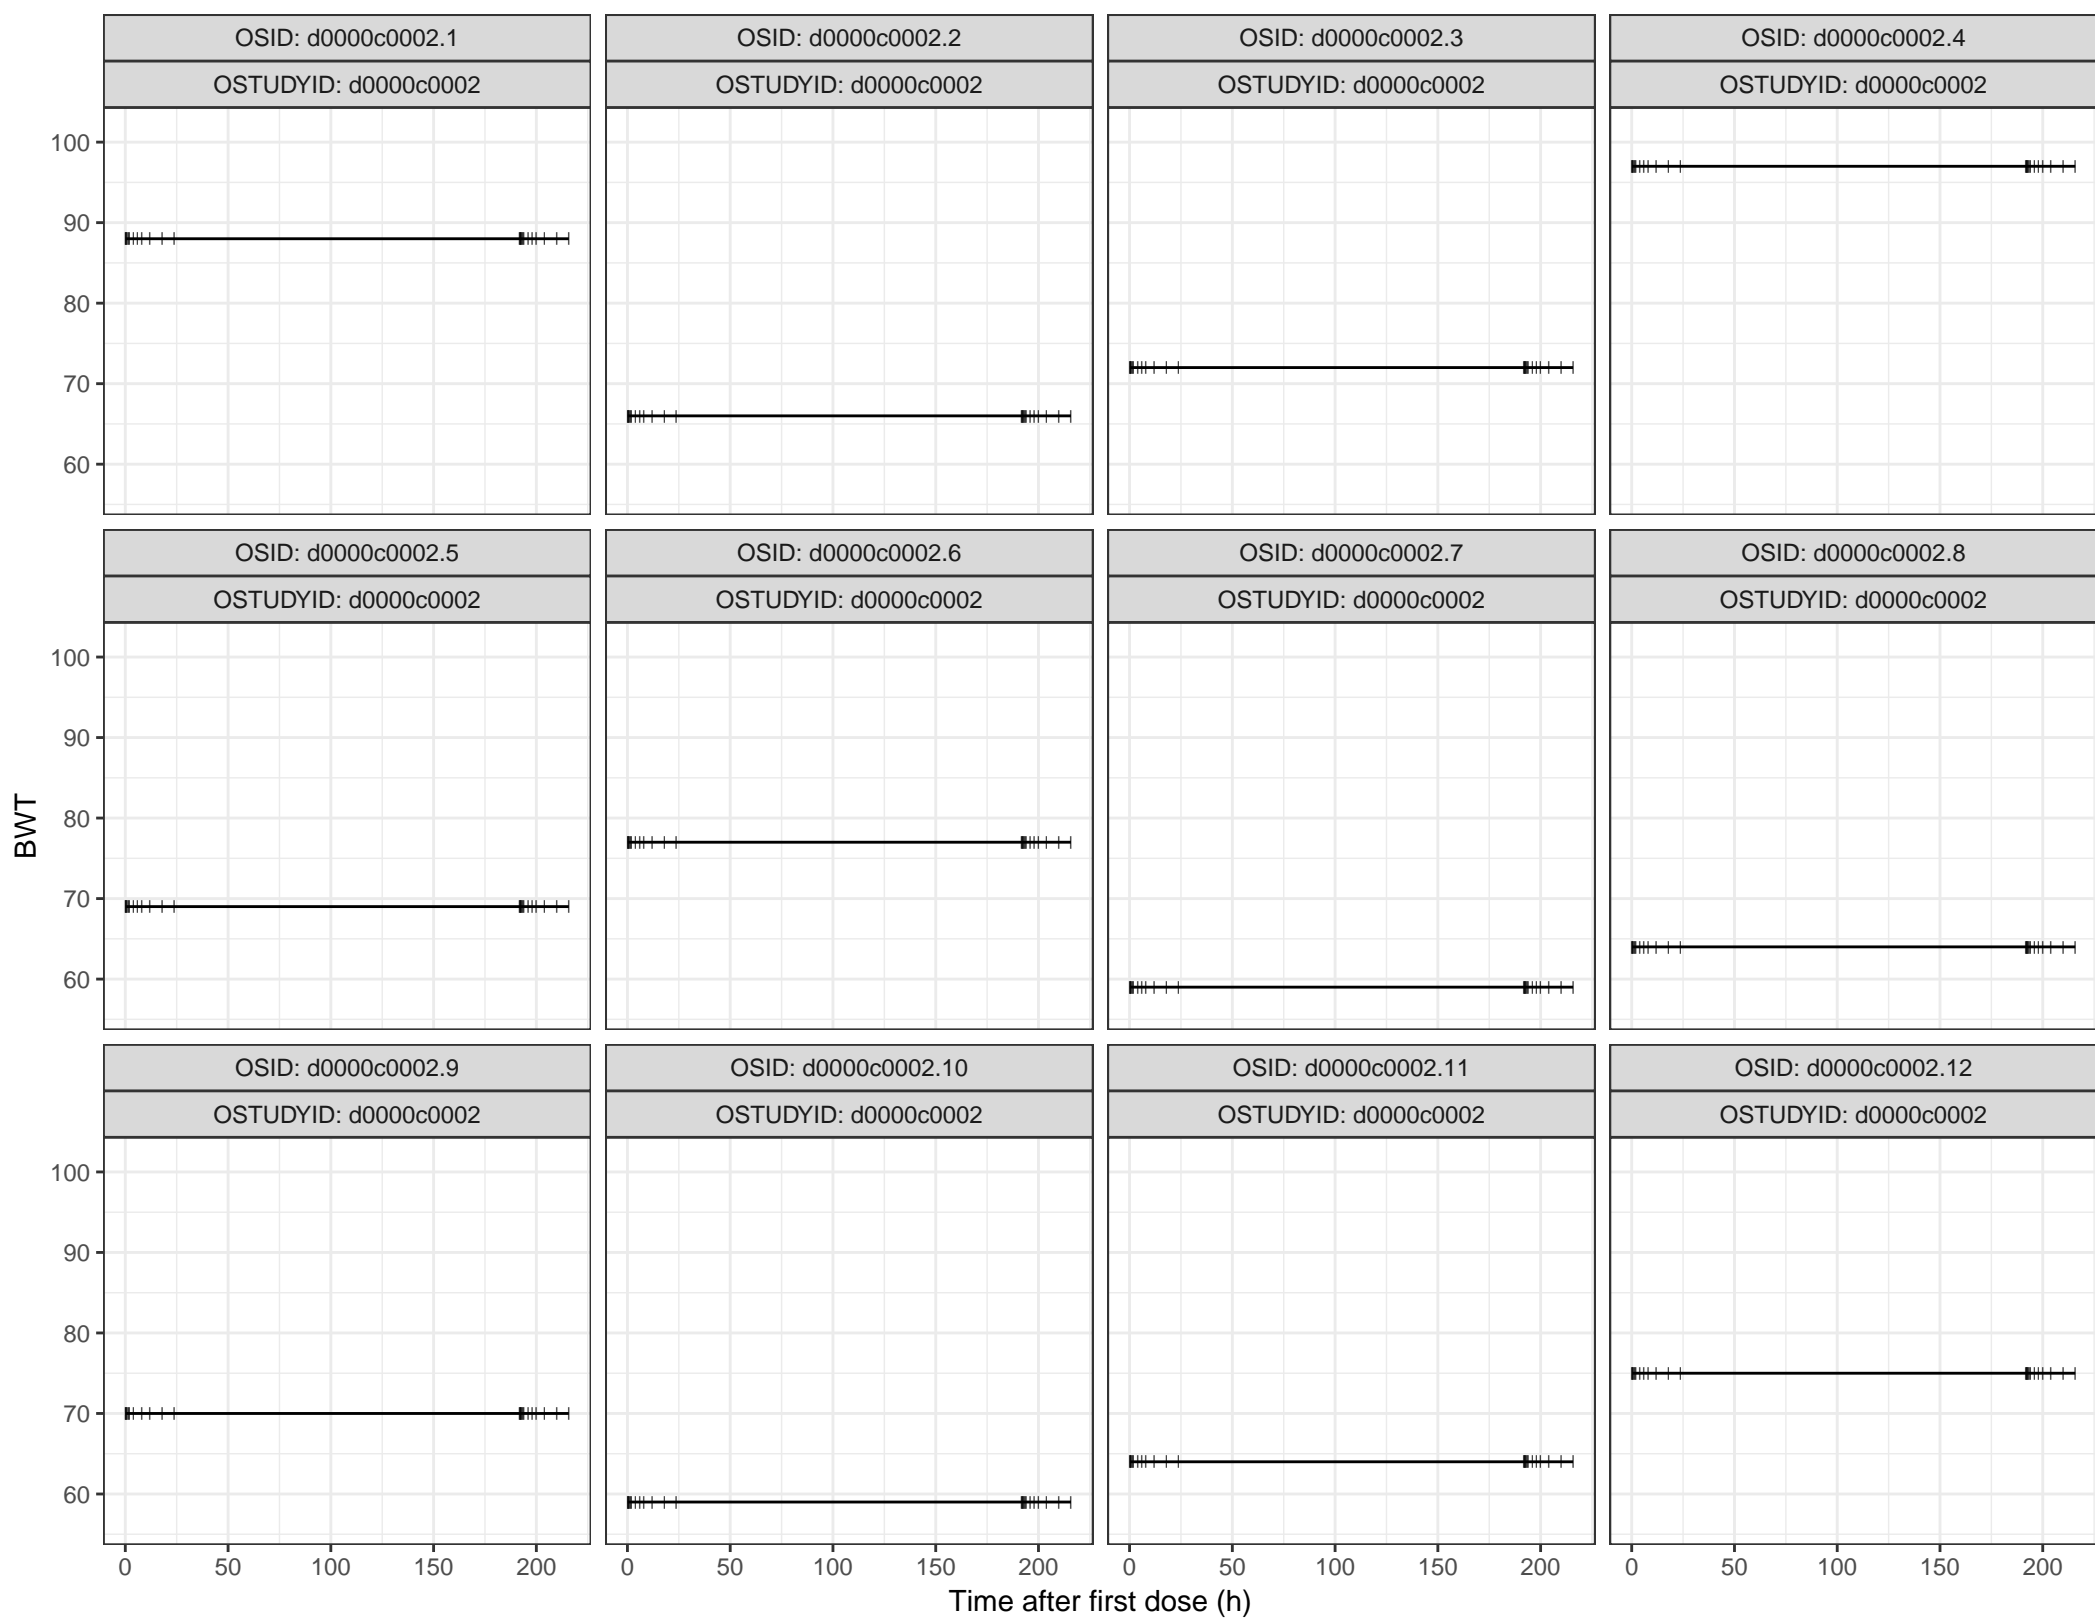 OSID: d0000c0002.1
OSTUDYID: d0000c0002
OSID: d0000c0002.2
OSTUDYID: d0000c0002
OSID: d0000c0002.3
OSTUDYID: d0000c0002
OSID: d0000c0002.4
OSTUDYID: d0000c0002
100
90
80
70
60
OSID: d0000c0002.5
OSTUDYID: d0000c0002
OSID: d0000c0002.6
OSTUDYID: d0000c0002
OSID: d0000c0002.7
OSTUDYID: d0000c0002
OSID: d0000c0002.8
OSTUDYID: d0000c0002
100
90
80
70
60
BWT
OSID: d0000c0002.9
OSTUDYID: d0000c0002
OSID: d0000c0002.10
OSTUDYID: d0000c0002
OSID: d0000c0002.11
OSTUDYID: d0000c0002
OSID: d0000c0002.12
OSTUDYID: d0000c0002
100
90
80
70
60
0 50 100 150 200
0 50 100 150 200
0 50 100 150 200
0 50 100 150 200
Time after first dose (h)